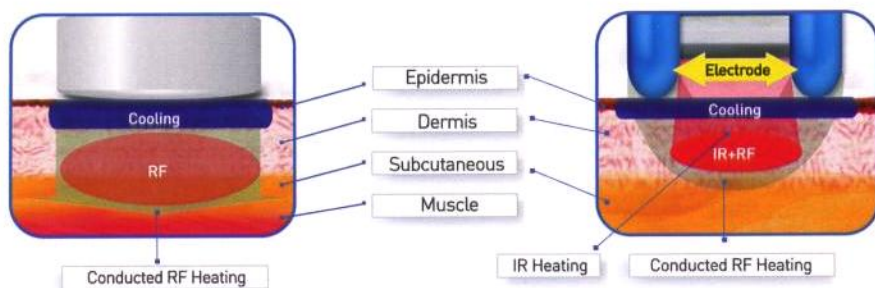 Electrode
Epidermis
Cooling
Cooling
Dermis
RF
IR+RF
Subcutaneous
Muscle
IR Heating
Conducted RF Heating
Conducted RF Heating